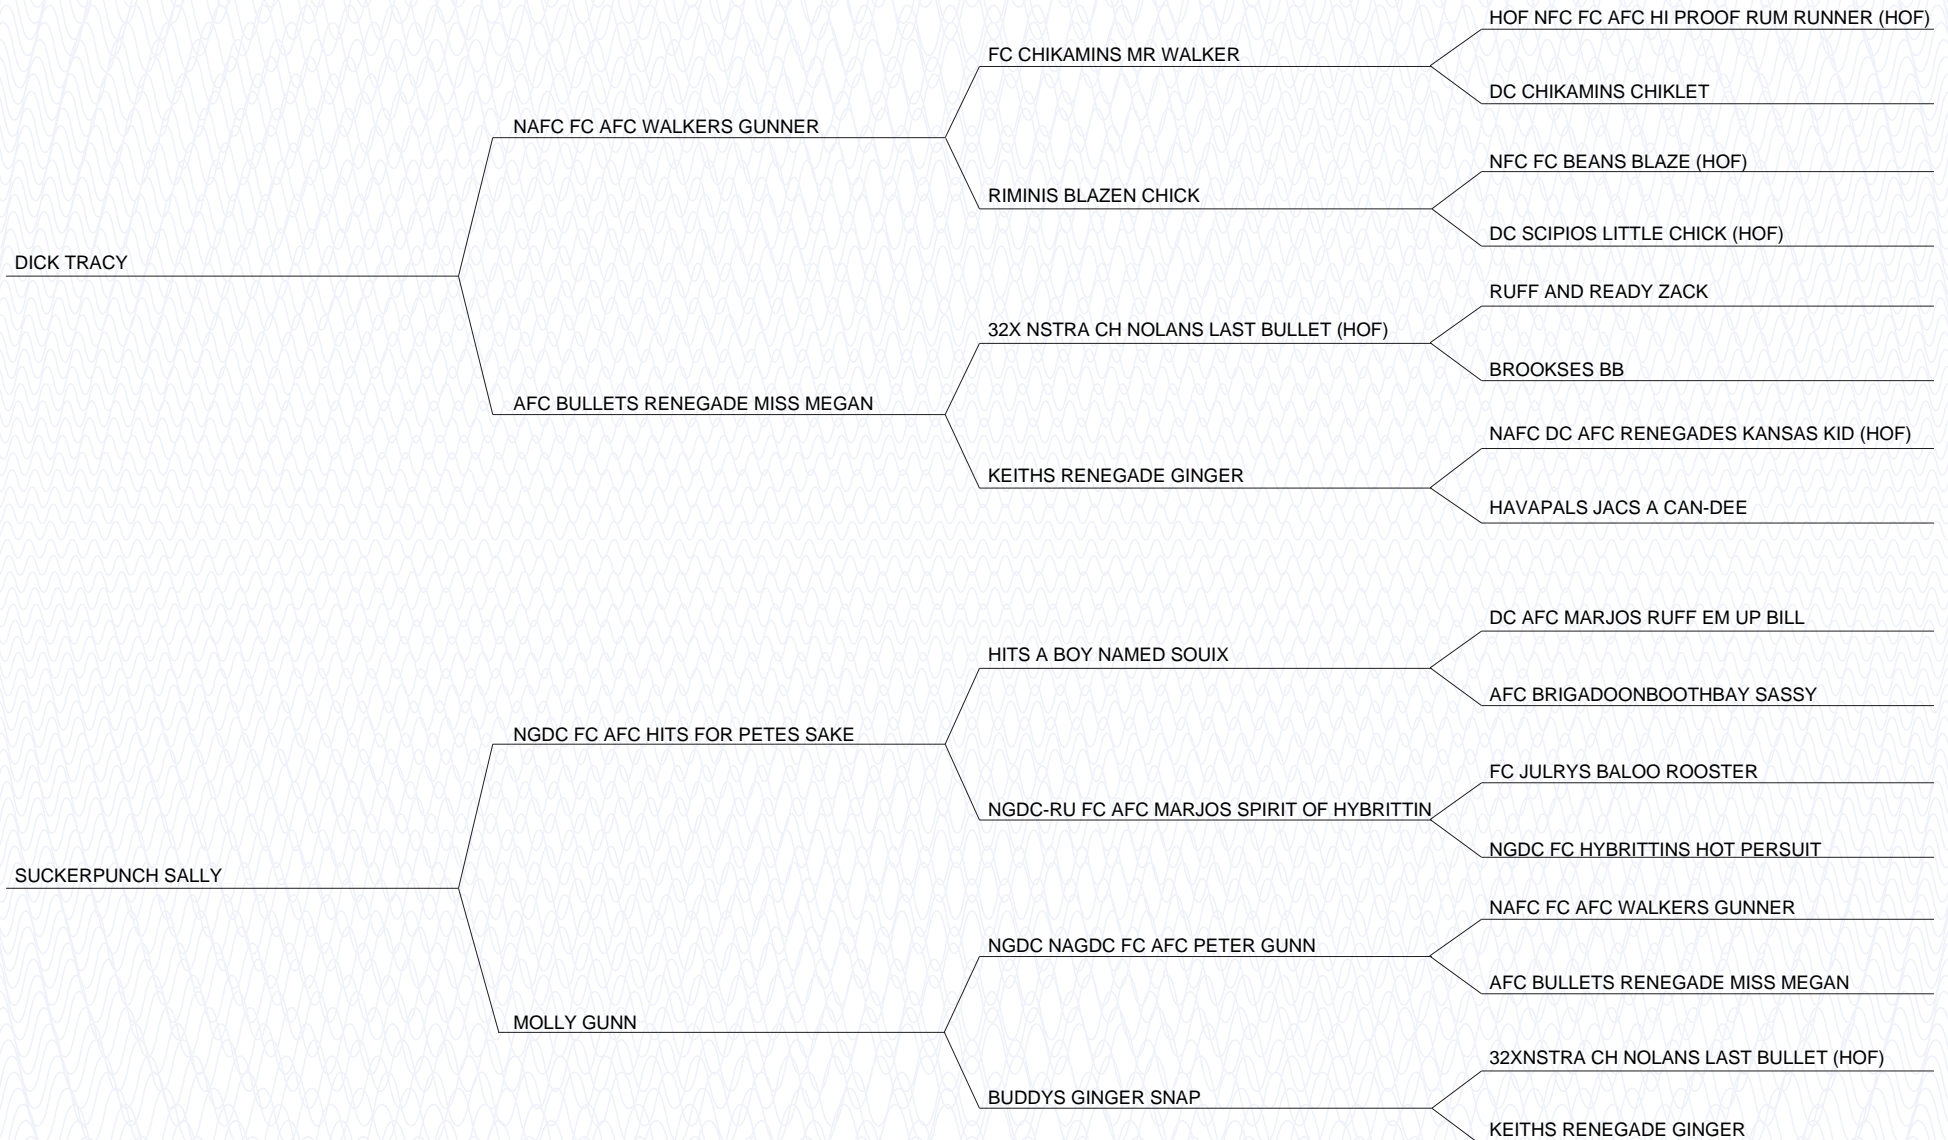 HOF NFC FC AFC HI PROOF RUM RUNNER (HOF)
FC CHIKAMINS MR WALKER
DC CHIKAMINS CHIKLET
NAFC FC AFC WALKERS GUNNER
NFC FC BEANS BLAZE (HOF)
RIMINIS BLAZEN CHICK
DC SCIPIOS LITTLE CHICK (HOF)
DICK TRACY
RUFF AND READY ZACK
32X NSTRA CH NOLANS LAST BULLET (HOF)
BROOKSES BB
AFC BULLETS RENEGADE MISS MEGAN
NAFC DC AFC RENEGADES KANSAS KID (HOF)
KEITHS RENEGADE GINGER
HAVAPALS JACS A CAN-DEE
DC AFC MARJOS RUFF EM UP BILL
HITS A BOY NAMED SOUIX
AFC BRIGADOONBOOTHBAY SASSY
NGDC FC AFC HITS FOR PETES SAKE
FC JULRYS BALOO ROOSTER
NGDC-RU FC AFC MARJOS SPIRIT OF HYBRITTIN
NGDC FC HYBRITTINS HOT PERSUIT
SUCKERPUNCH SALLY
NAFC FC AFC WALKERS GUNNER
NGDC NAGDC FC AFC PETER GUNN
AFC BULLETS RENEGADE MISS MEGAN
MOLLY GUNN
32XNSTRA CH NOLANS LAST BULLET (HOF)
BUDDYS GINGER SNAP
KEITHS RENEGADE GINGER